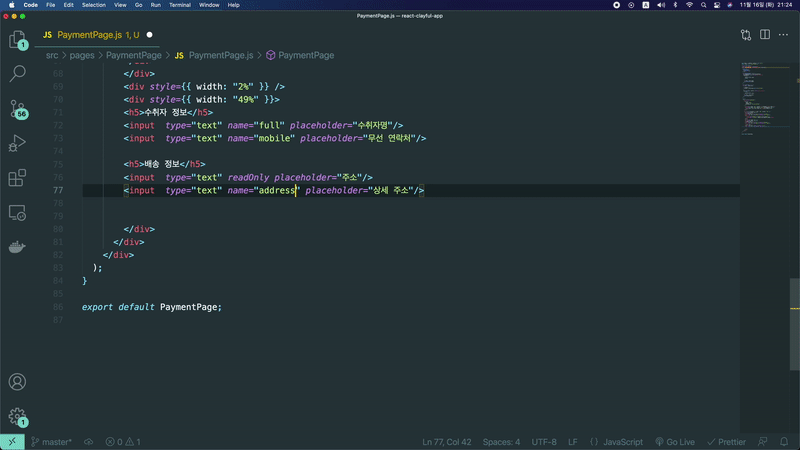 Code File Edit Selection View Go Run Terminal Window Help 11월 16일 (화) 21:24
PaymentPage.js — react-clayful-app
JS PaymentPage.js 1, U
src > pages > PaymentPage > JS PaymentPage.js > PaymentPage
68 </div>
69 <div style={{ width: "2%" }} />
70 <div style={{ width: "49%" }}>
71 <h5>수취자 정보</h5>
72 <input type="text" name="full" placeholder="수취자명"/>
73 <input type="text" name="mobile" placeholder="무선 연락처"/>
74
75 <h5>배송 정보</h5>
76 <input type="text" readOnly placeholder="주소"/>
77 <input type="text" name="address" placeholder="상세 주소"/>
78
79
80 </div>
81 </div>
82 </div>
83 );
84 }
85
86 export default PaymentPage;
87
1
56
1
master* 0 1 Ln 77, Col 42 Spaces: 4 UTF-8 LF {} JavaScript Go Live Prettier